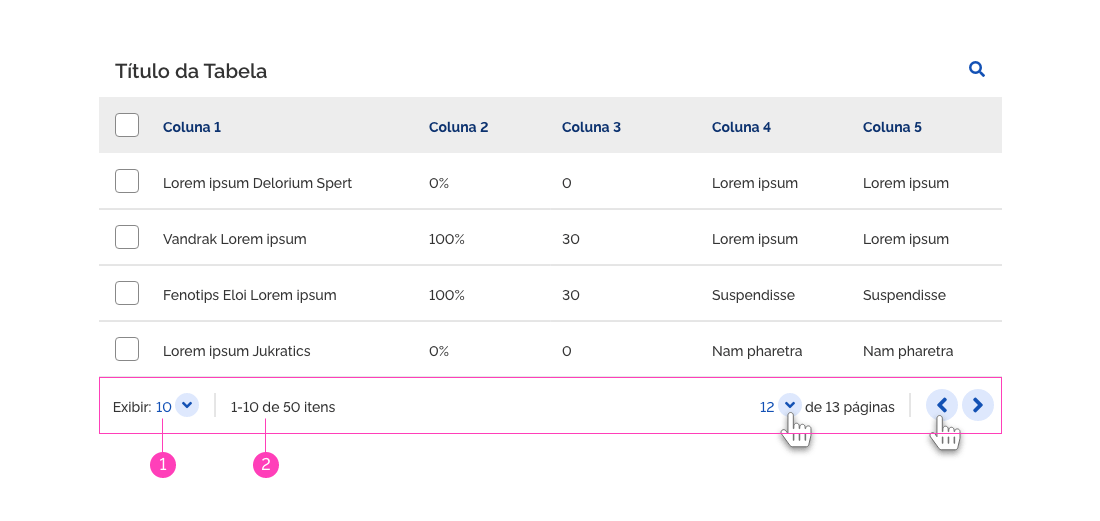 Título da Tabela
Coluna 1 Coluna 2 Coluna 3 Coluna 4 Coluna 5
Lorem ipsum Delorium Spert 0% 0 Lorem ipsum Lorem ipsum
Vandrak Lorem ipsum 100% 30 Lorem ipsum Lorem ipsum
Fenotips Eloi Lorem ipsum 100% 30 Suspendisse Suspendisse
Lorem ipsum Jukratics 0% 0 Nam pharetra Nam pharetra
Exibir: 10 1-10 de 50 itens 12 de 13 páginas
1 2